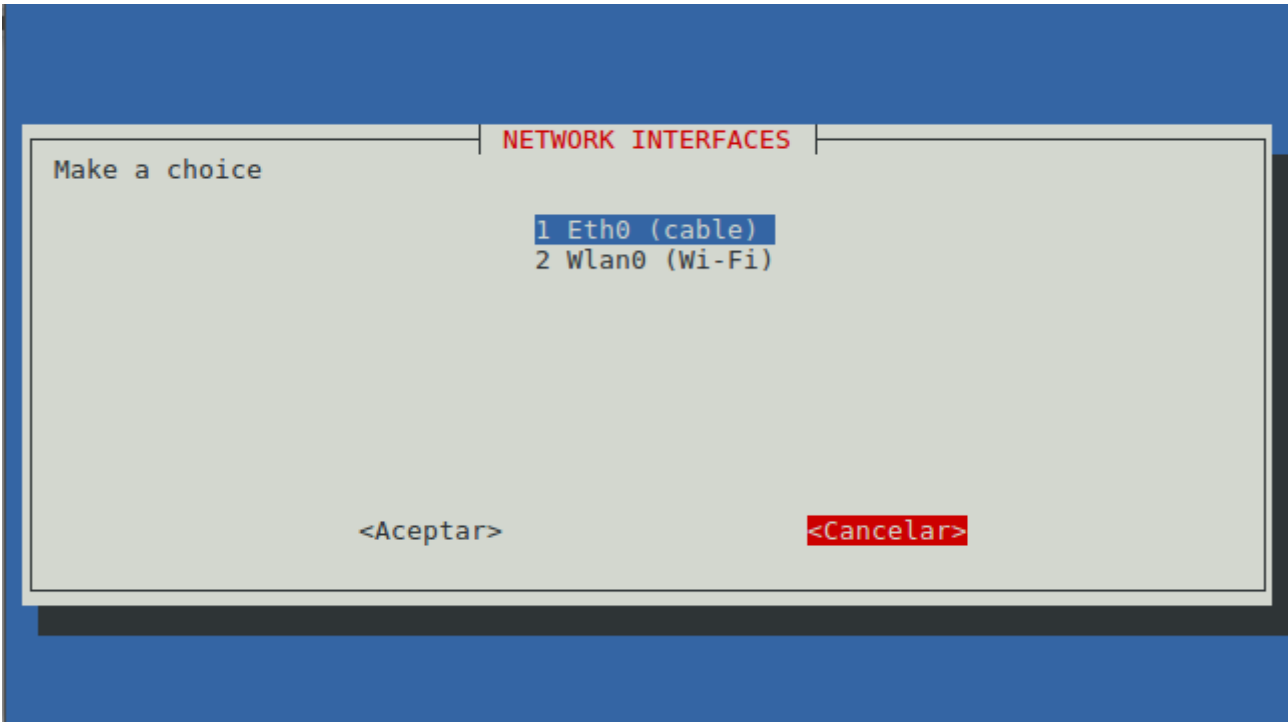 NETWORK INTERFACES
Make a choice
1 Eth0 (cable)
2 Wlan0 (Wi-Fi)
<Aceptar> <Cancelar>